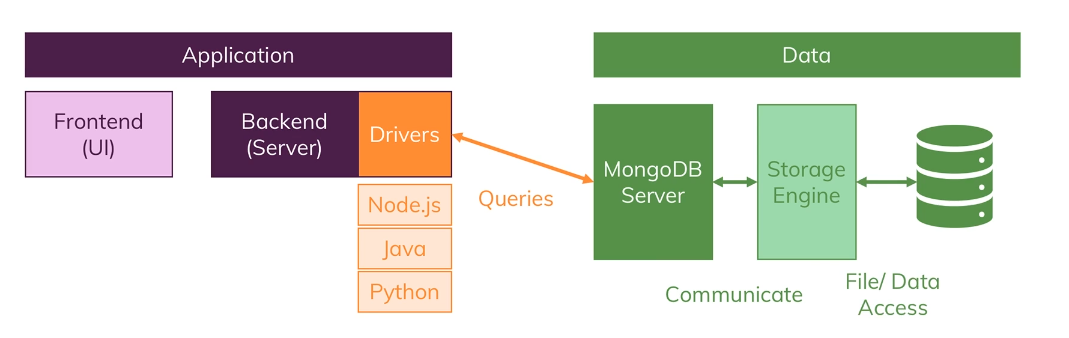 Application
Data
Frontend
(UI)
Backend
(Server)
Drivers
MongoDB
Server
Storage
Engine
Queries
Node.js
Java
Python
Communicate
File/ Data
Access